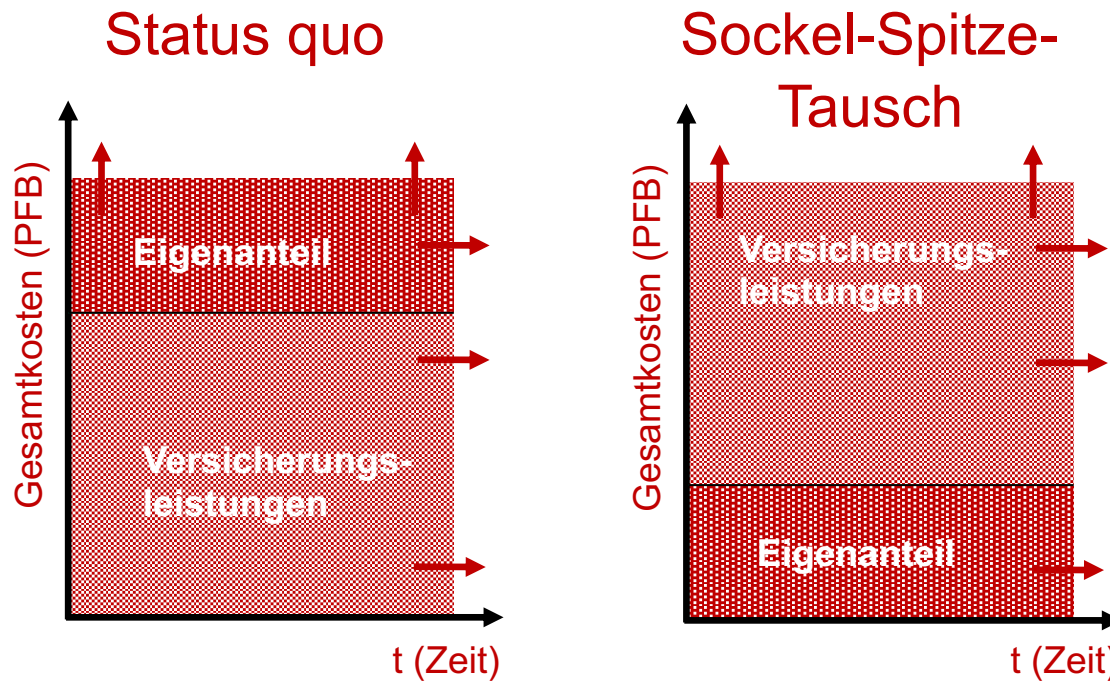 Status quo
Gesamtkosten (PFB)
Eigenanteil
Versicherungs-
leistungen
t (Zeit)
Sockel-Spitze-
Tausch
Gesamtkosten (PFB)
Versicherungs-
leistungen
Eigenanteil
t (Zeit)